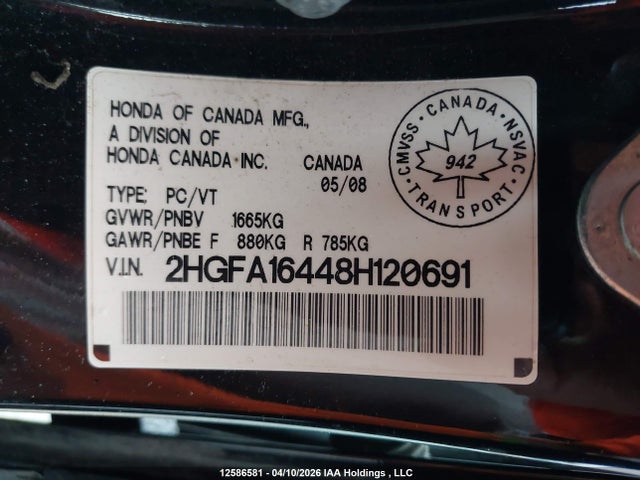 HONDA OF CANADA MFG.,
A DIVISION OF
HONDA CANADA INC. CANADA
05/08
TYPE: PC/VT
GVWR/PNBV 1665KG
GAWR/PNBE F 880KG R 785KG
V.I.N. 2HGFA16448H120691
CMVSS · CANADA · NSVAC
942
TRANSPORT
12586581 - 04/10/2026 IAA Holdings , LLC